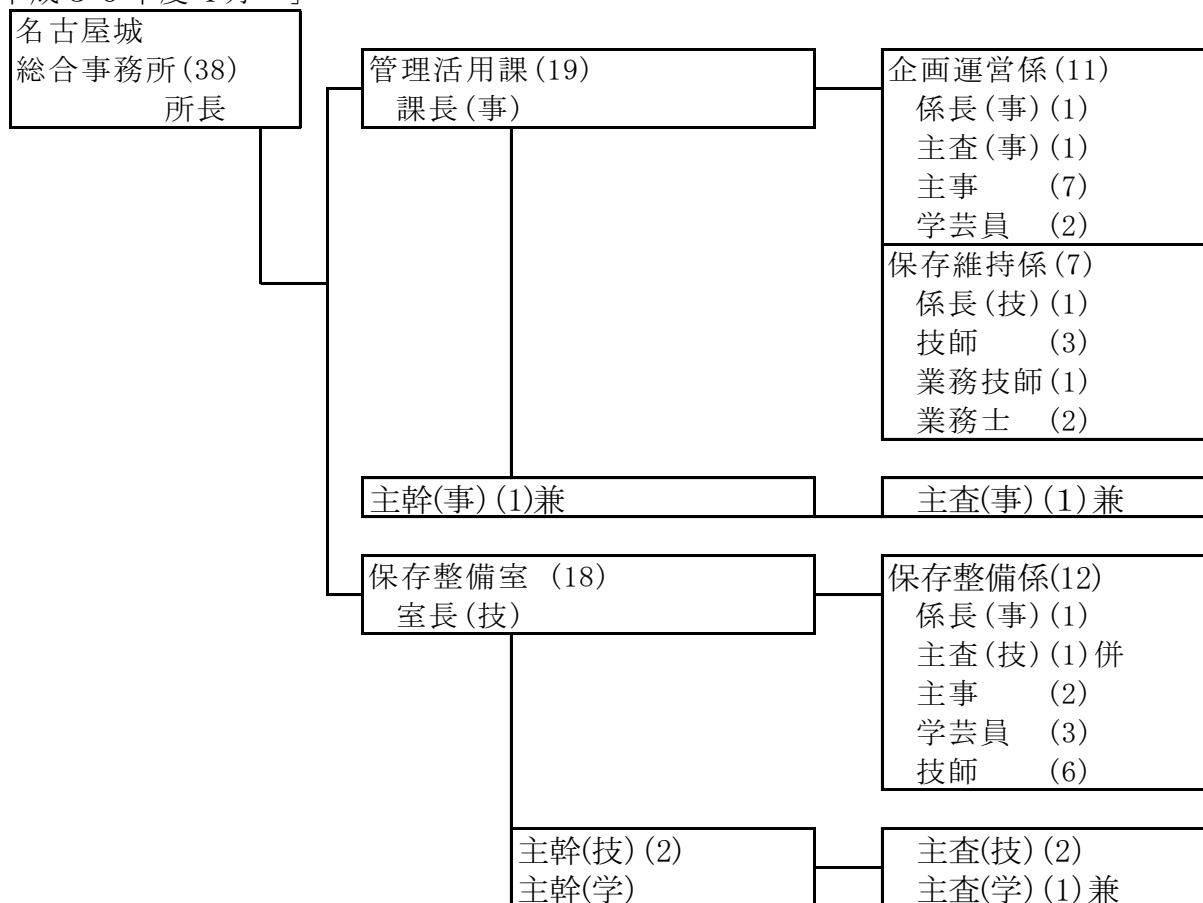 名古屋城
総合事務所(38)
所長
管理活用課(19)
課長(事)
企画運営係(11)
係長(事)(1)
主査(事)(1)
主事 (7)
学芸員 (2)
保存維持係(7)
係長(技)(1)
技師 (3)
業務技師(1)
業務士 (2)
主幹(事)(1)兼
主査(事)(1)兼
保存整備室 (18)
室長(技)
保存整備係(12)
係長(事)(1)
主査(技)(1)併
主事 (2)
学芸員 (3)
技師 (6)
主幹(技)(2)
主幹(学)
主査(技)(2)
主査(学)(1)兼